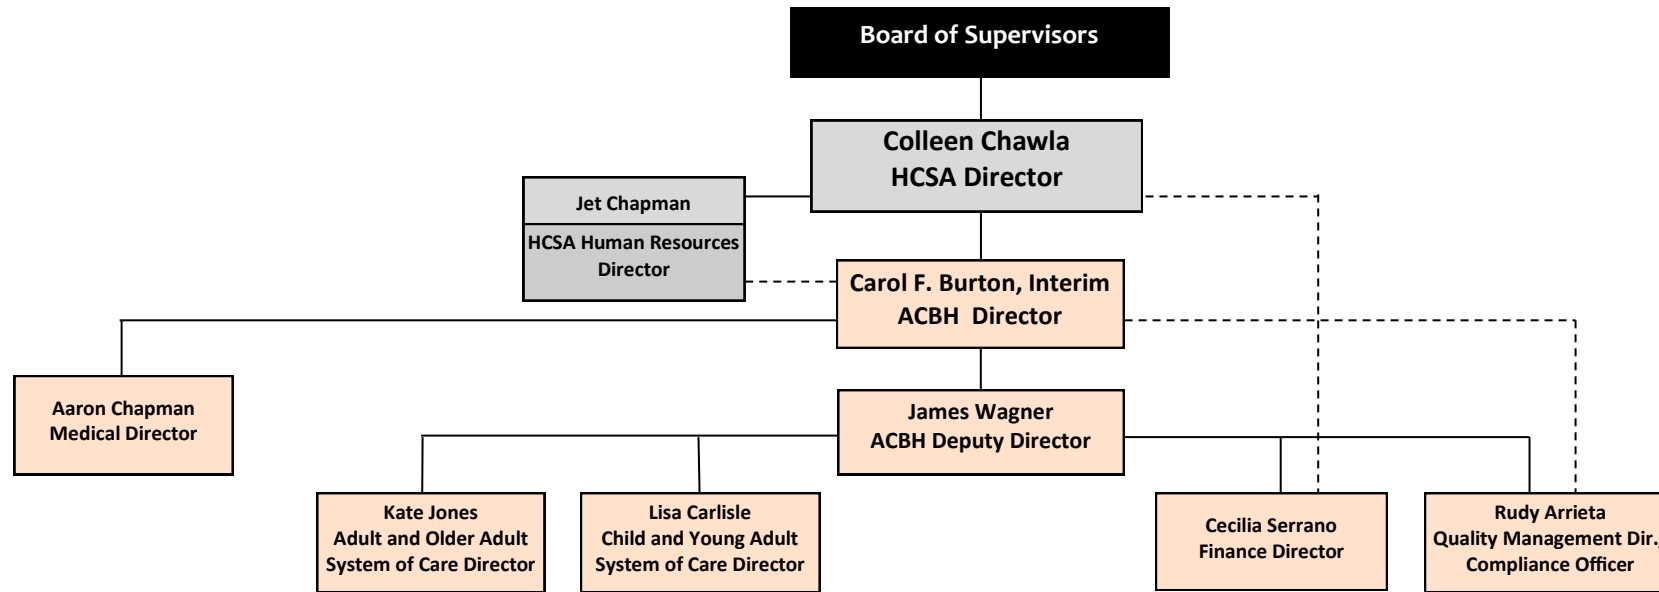 Board of Supervisors
Colleen Chawla
HCSA Director
Jet Chapman
HCSA Human Resources
Director
Carol F. Burton, Interim
ACBH Director
Aaron Chapman
Medical Director
James Wagner
ACBH Deputy Director
Kate Jones
Adult and Older Adult
System of Care Director
Lisa Carlisle
Child and Young Adult
System of Care Director
Cecilia Serrano
Finance Director
Rudy Arrieta
Quality Management Dir.,
Compliance Officer